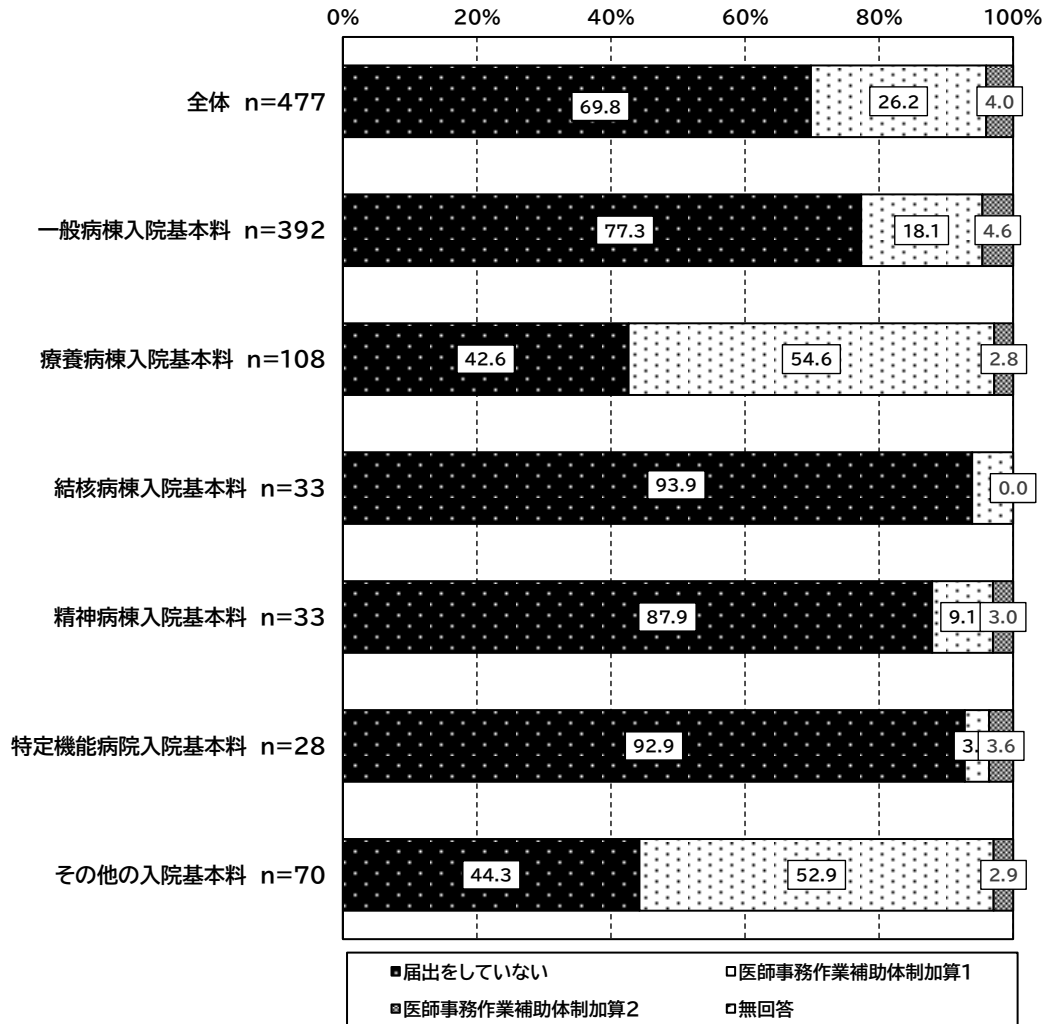 0% 20% 40% 60% 80% 100%
全体 n=477 69.8 26.2 4.0
一般病棟入院基本料 n=392 77.3 18.1 4.6
療養病棟入院基本料 n=108 42.6 54.6 2.8
結核病棟入院基本料 n=33 93.9 0.0
精神病棟入院基本料 n=33 87.9 9.1 3.0
特定機能病院入院基本料 n=28 92.9 3. 3.6
その他の入院基本料 n=70 44.3 52.9 2.9
届出をしていない 医師事務作業補助体制加算1
医師事務作業補助体制加算2 無回答